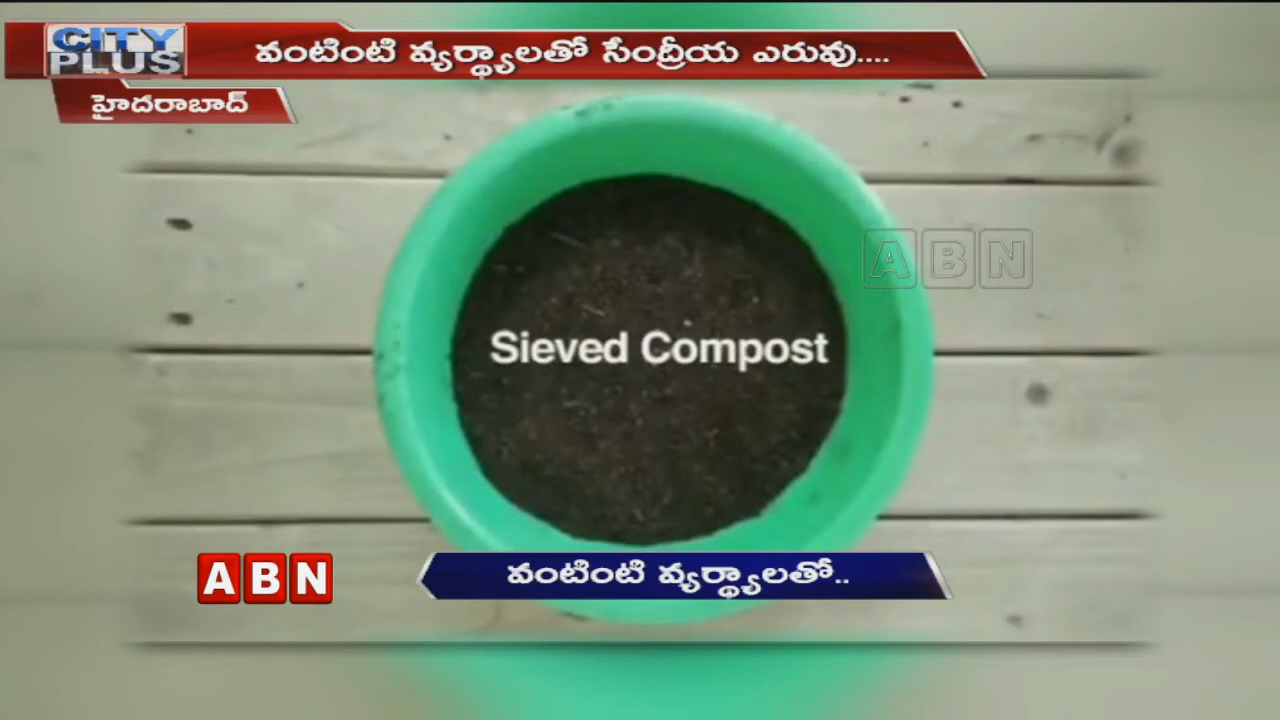 CITY
PLUS
వంటింటి వ్యర్థ్యాలతో సేంద్రీయ ఎరువు....
హైదరాబాద్
ABN
Sieved Compost
ABN
వంటింటి వ్యర్థ్యాలతో..